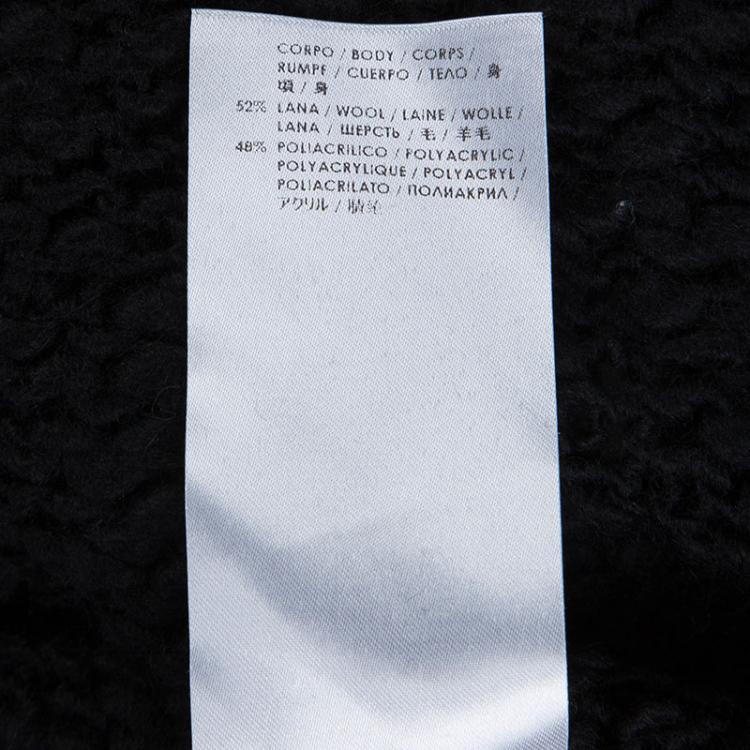 CORPO / BODY / CORPS /
RUMPF / CUERPO / ТЕЛО / 身
頃 / 身
52% LANA / WOOL / LAINE / WOLLE /
LANA / ШЕРСТЬ / 毛 / 羊毛
48% POLIACRILICO / POLYACRYLIC /
POLYACRYLIQUE / POLYACRYL /
POLIACRILATO / ПОЛИАКРИЛ /
アクリル /